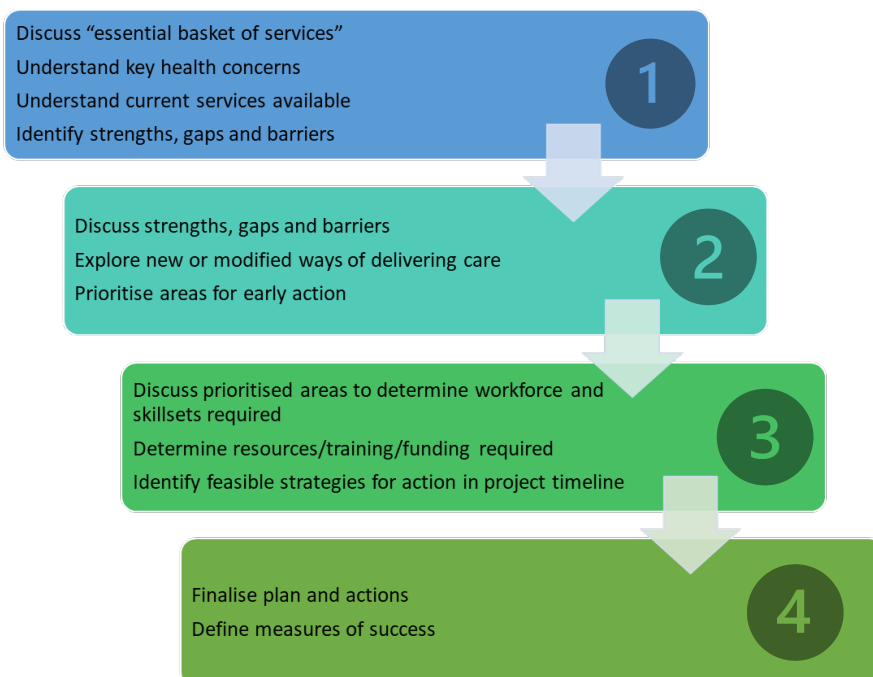 Discuss “essential basket of services”
Understand key health concerns
Understand current services available
Identify strengths, gaps and barriers
1
Discuss strengths, gaps and barriers
Explore new or modified ways of delivering care
Prioritise areas for early action
2
Discuss prioritised areas to determine workforce and
skillsets required
Determine resources/training/funding required
Identify feasible strategies for action in project timeline
3
Finalise plan and actions
Define measures of success
4